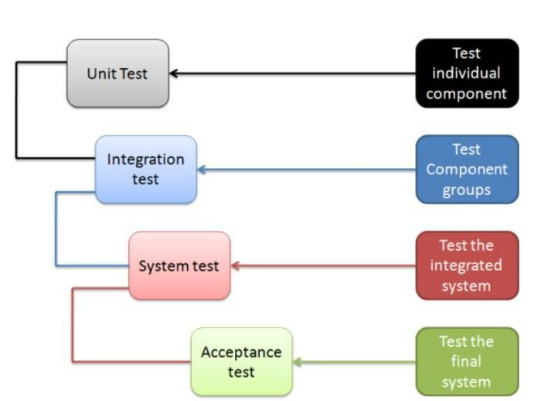 Unit Test
Test
individual
component
Integration
test
Test
Component
groups
System test
Test the
integrated
system
Acceptance
test
Test the
final
system